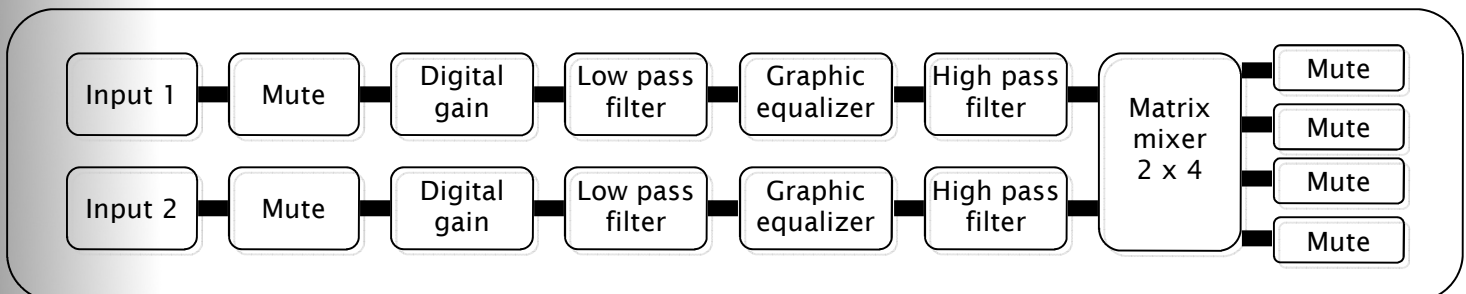 Input 1
Mute
Digital
gain
Low pass
filter
Graphic
equalizer
High pass
filter
Matrix
mixer
2 x 4
Mute
Mute
Mute
Mute
Input 2
Mute
Digital
gain
Low pass
filter
Graphic
equalizer
High pass
filter